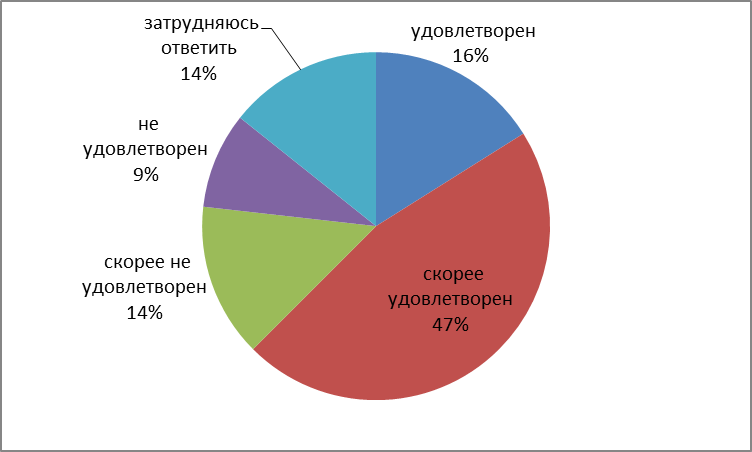 затрудняюсь
ответить
14%
удовлетворен
16%
не
удовлетворен
9%
скорее не
удовлетворен
14%
скорее
удовлетворен
47%